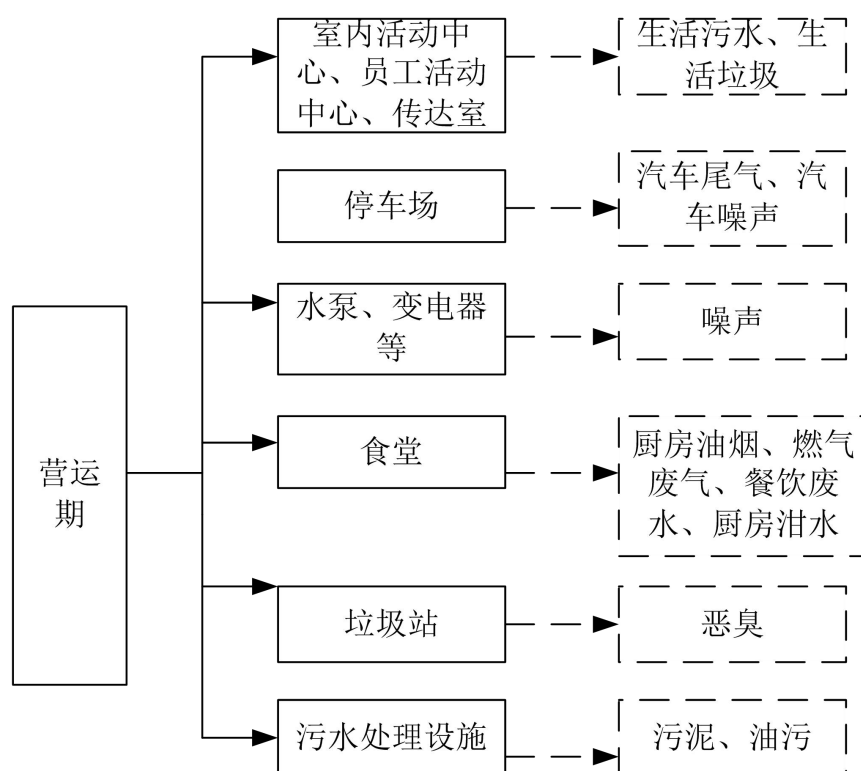 营运
期
室内活动中
心、员工活动
中心、传达室
生活污水、生
活垃圾
停车场
汽车尾气、汽
车噪声
水泵、变电器
等
噪声
食堂
厨房油烟、燃气
废气、餐饮废
水、厨房泔水
垃圾站
恶臭
污水处理设施
污泥、油污